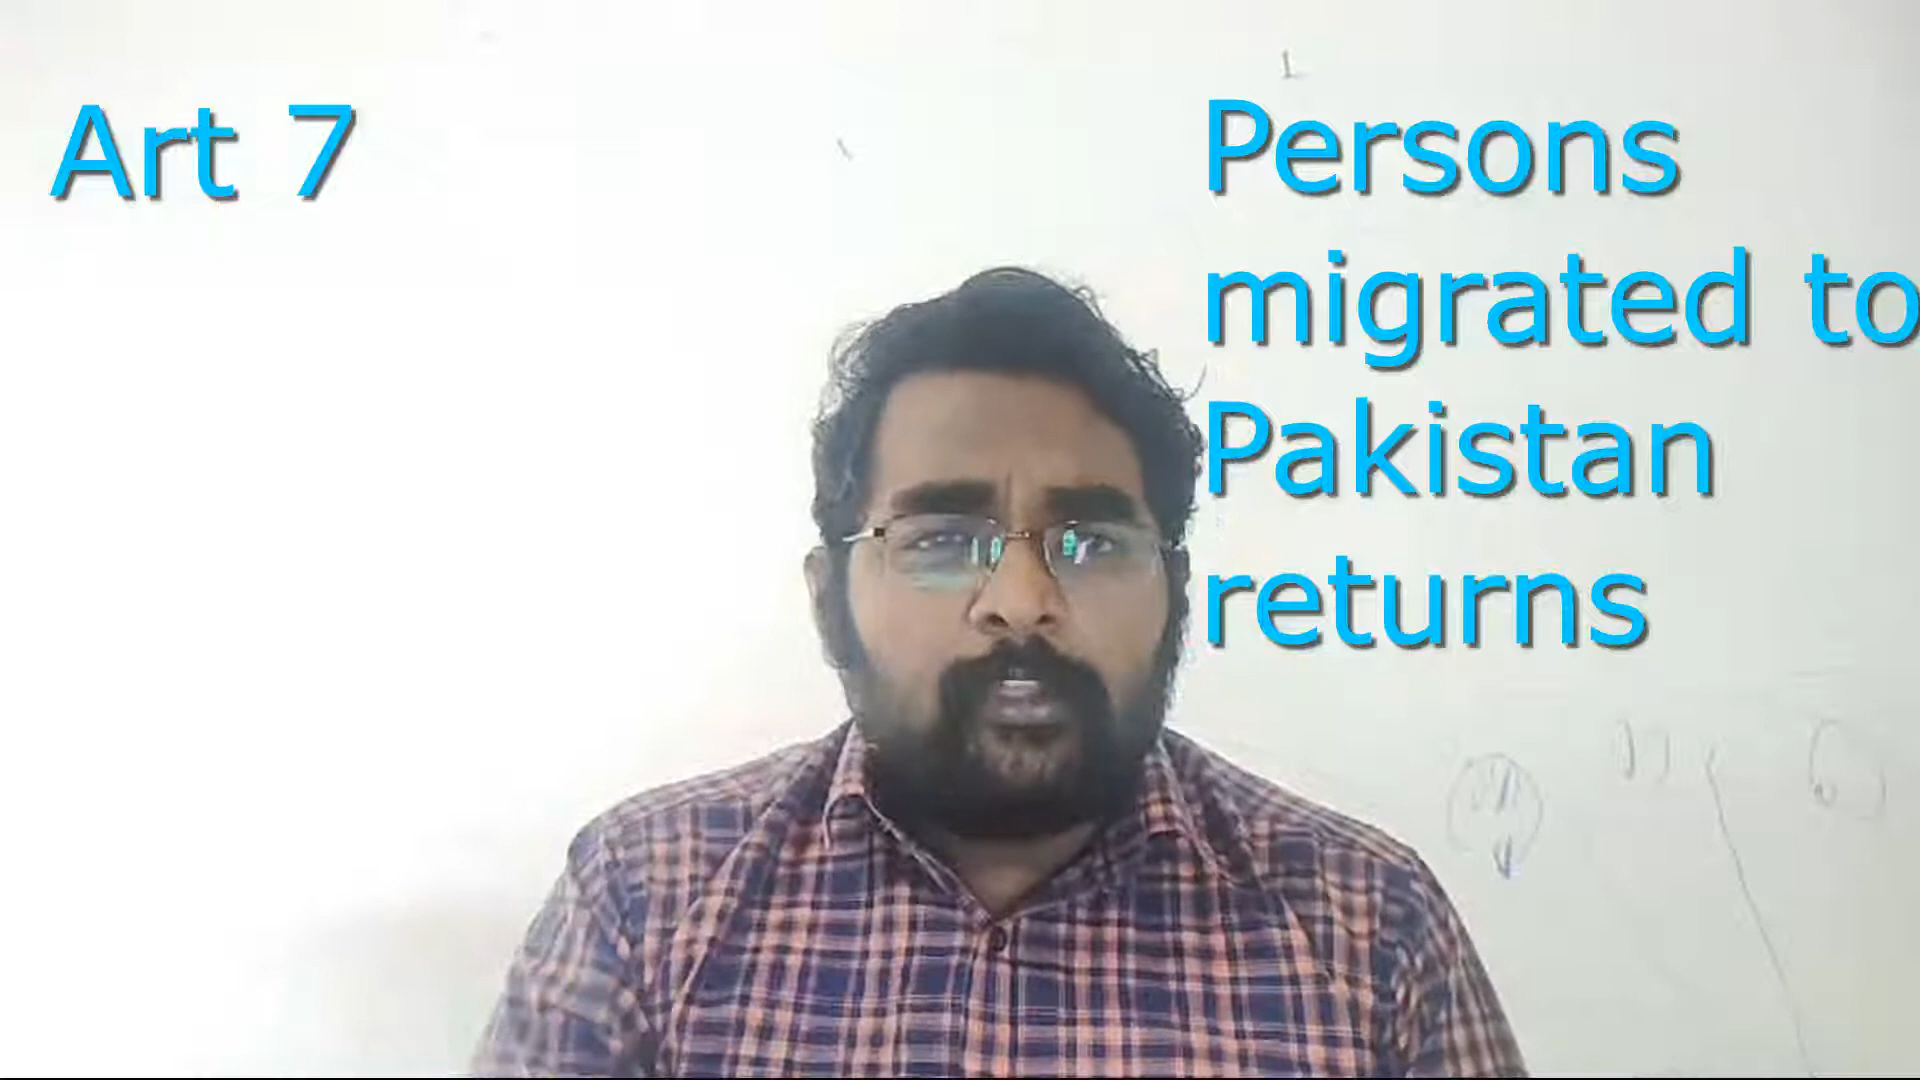 Art 7
Persons
migrated to
Pakistan
returns